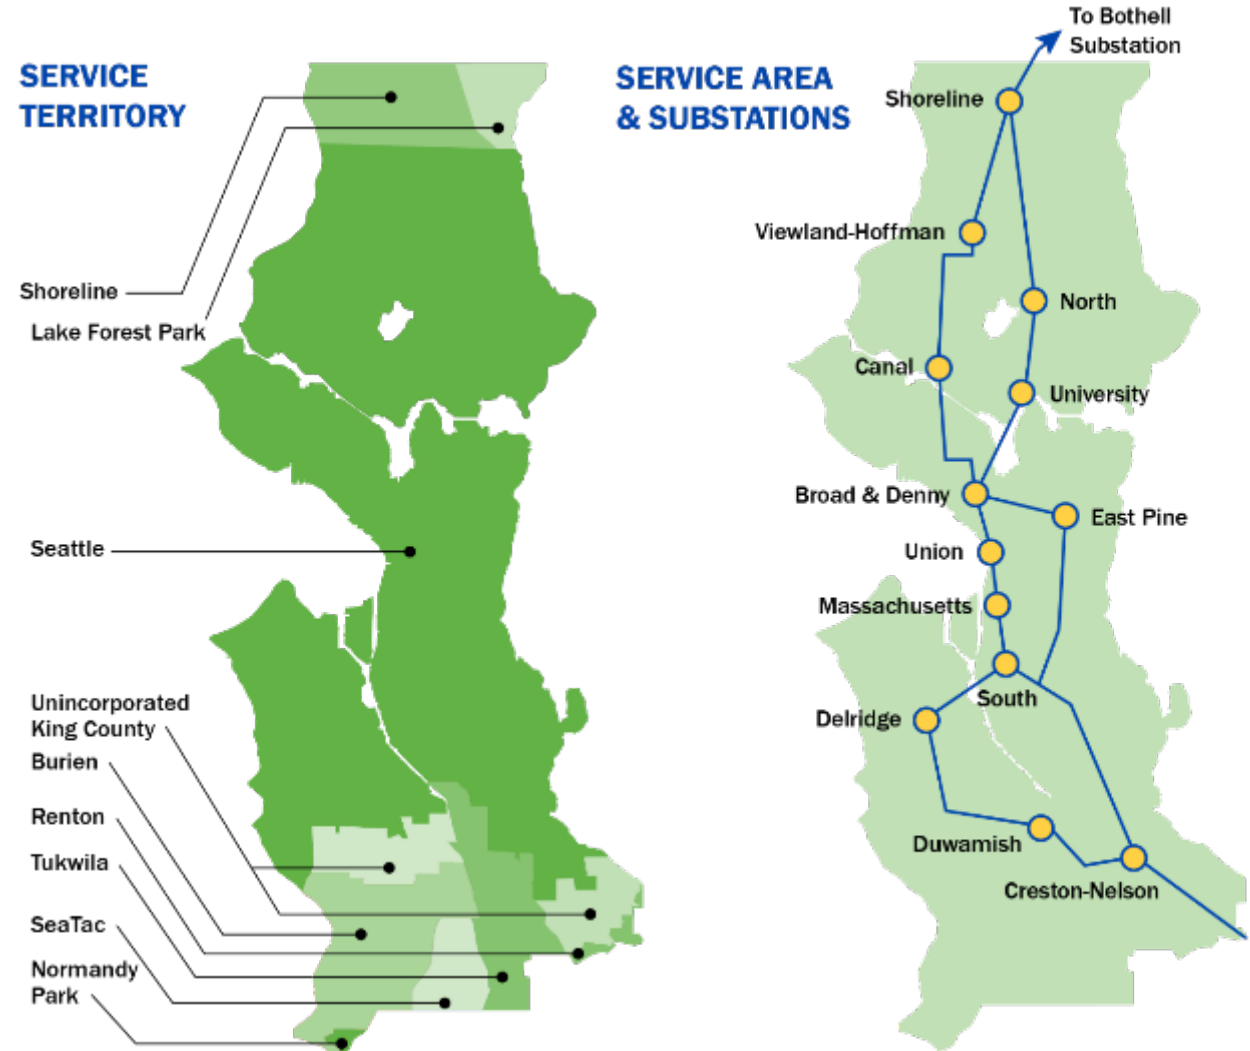 SERVICE
TERRITORY
Shoreline
Lake Forest Park
Seattle
Unincorporated
King County
Burien
Renton
Tukwila
SeaTac
Normandy
Park
SERVICE AREA
& SUBSTATIONS
To Bothell
Substation
Shoreline
Viewland-Hoffman
North
Canal
University
Broad & Denny
East Pine
Union
Massachusetts
South
Delridge
Duwamish
Creston-Nelson